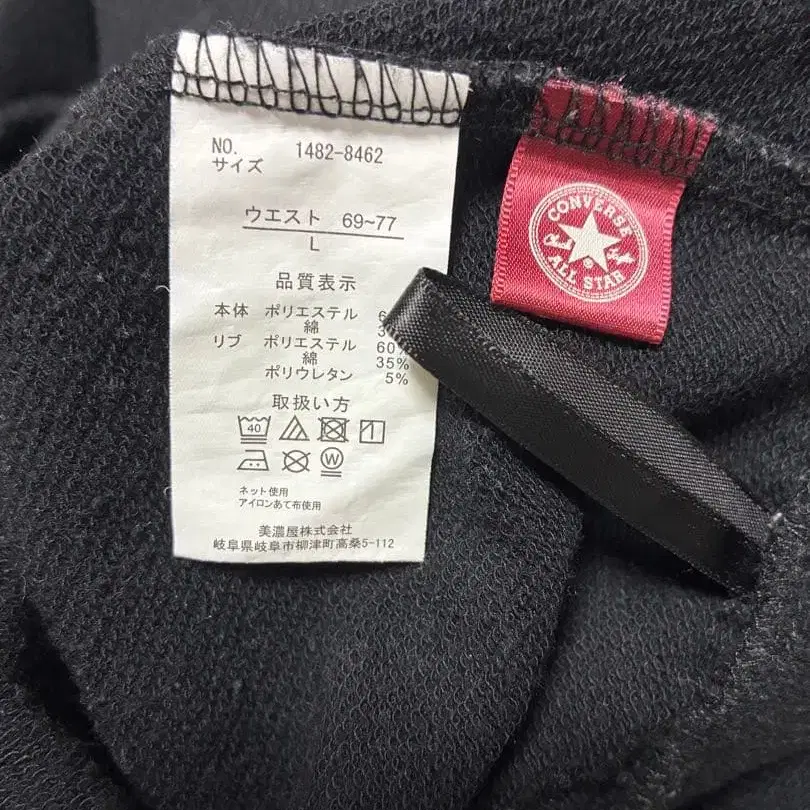 NO. 1482-8462
サイズ
ウエスト 69~77
L
品質表示
本体 ポリエステル
綿
リブ ポリエステル 60%
綿 35%
ポリウレタン 5%
取扱い方
40
W
ネット使用
アイロンあて布使用
美濃屋株式会社
岐阜県岐阜市柳津町高桑5-112
CONVERSE
ALL STAR